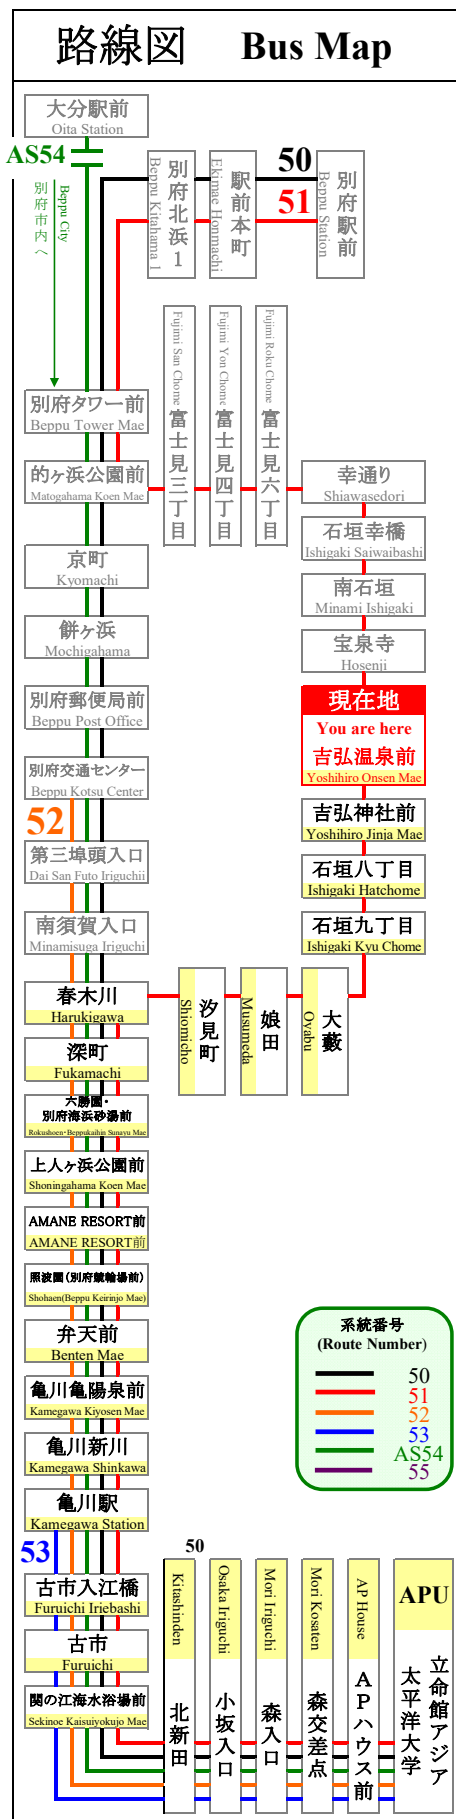 路線図 Bus Map
大分駅前
Oita Station
AS54
Beppu City
別府市内へ
別府北浜1
Beppu Kitahama 1
駅前本町
Ekimae Honmachi
50
51
別府駅前
Beppu Station
別府タワー前
Beppu Tower Mae
的ヶ浜公園前
Matogahama Koen Mae
富士見三丁目
Fujimi San Chome
富士見四丁目
Fujimi Yon Chome
富士見六丁目
Fujimi Roku Chome
幸通り
Shiawasedori
石垣幸橋
Ishigaki Saiwaibashi
南石垣
Minami Ishigaki
宝泉寺
Hosenji
現在地
You are here
吉弘温泉前
Yoshihiro Onsen Mae
吉弘神社前
Yoshihiro Jinja Mae
石垣八丁目
Ishigaki Hatchome
石垣九丁目
Ishigaki Kyu Chome
大藪
Oyabu
娘田
Musumeda
汐見町
Shiomicho
京町
Kyomachi
餅ヶ浜
Mochigahama
別府郵便局前
Beppu Post Office
別府交通センター
Beppu Kotsu Center
52
第三埠頭入口
Dai San Futo Iriguchii
南須賀入口
Minamisuga Iriguchi
春木川
Harukigawa
深町
Fukamachi
六勝園・
別府海浜砂湯前
Rokushoen・Beppukaihin Sunayu Mae
上人ヶ浜公園前
Shoningahama Koen Mae
AMANE RESORT前
AMANE RESORT前
照波園(別府競輪場前)
Shohaen(Beppu Keirinjo Mae)
弁天前
Benten Mae
亀川亀陽泉前
Kamegawa Kiyosen Mae
亀川新川
Kamegawa Shinkawa
亀川駅
Kamegawa Station
53
古市入江橋
Furuichi Iriebashi
古市
Furuichi
関の江海水浴場前
Sekinoe Kaisuiyokujo Mae
系統番号
(Route Number)
50
51
52
53
AS54
55
50
Kitashinden
北新田
Osaka Iriguchi
小坂入口
Mori Iriguchi
森入口
Mori Kosaten
森交差点
AP House
APハウス前
APU
立命館アジア
太平洋大学